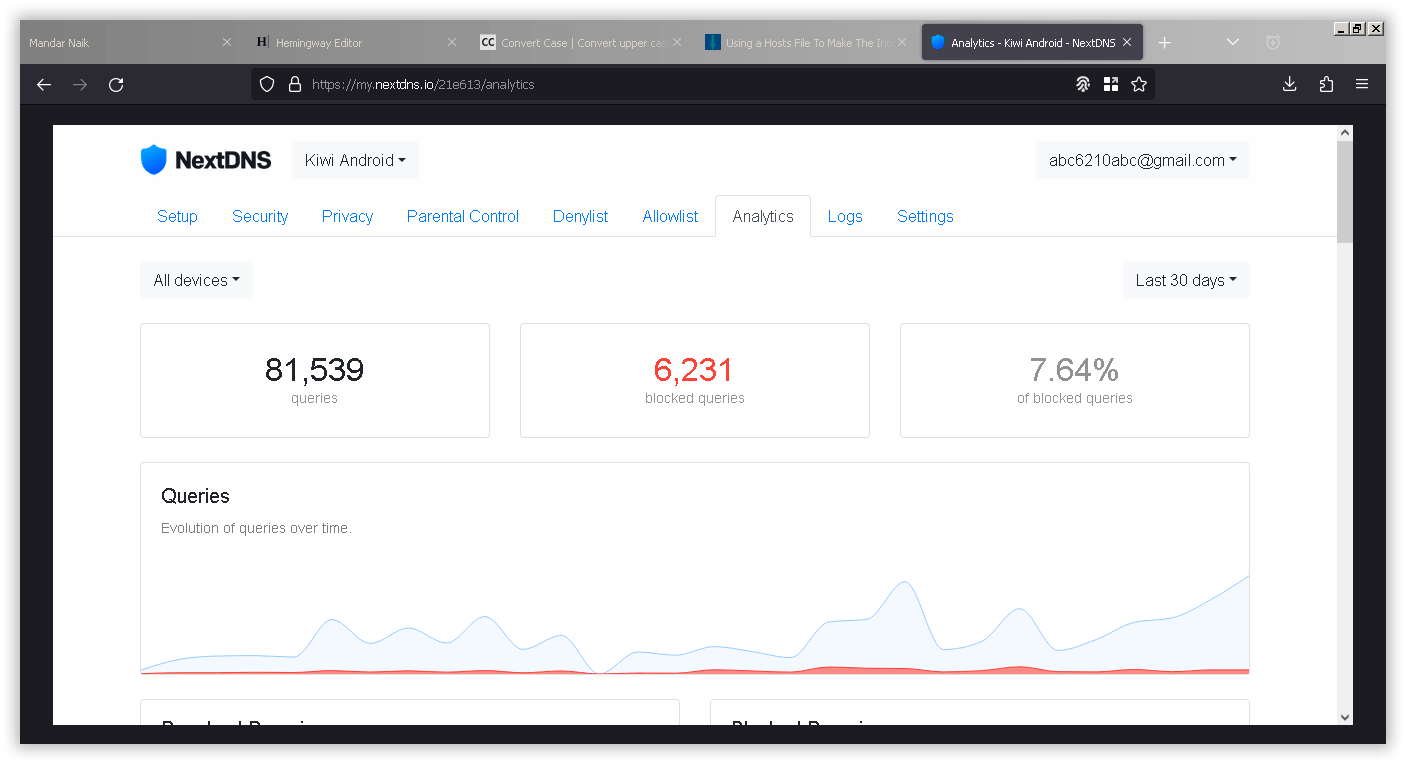 Mandar Naik
Hemingway Editor
CC Convert Case | Convert upper cas
Using a Hosts File To Make The Int
Analytics - Kiwi Android - NextDNS
https://my.nextdns.io/21e613/analytics
NextDNS
Kiwi Android
abc6210abc@gmail.com
Setup Security Privacy Parental Control Denylist Allowlist Analytics Logs Settings
All devices
Last 30 days
81,539
queries
6,231
blocked queries
7.64%
of blocked queries
Queries
Evolution of queries over time.